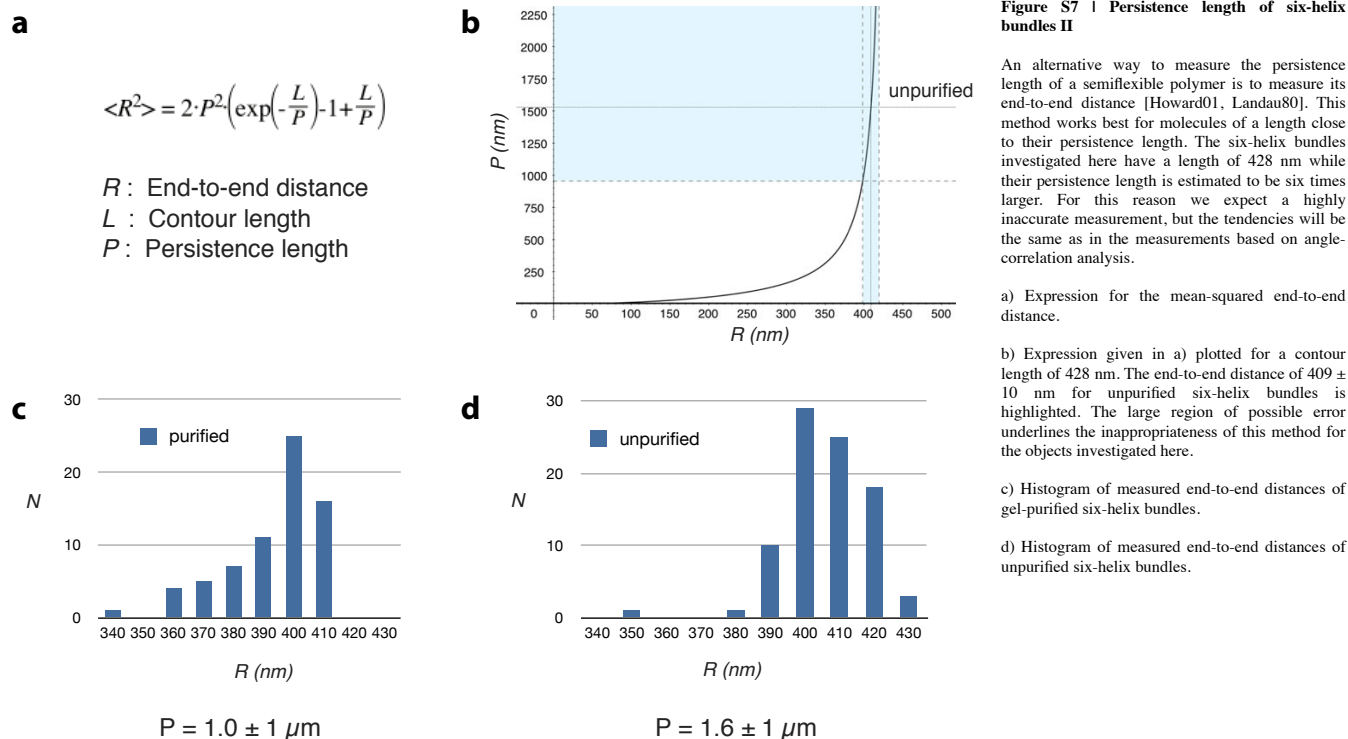 a
<R²> = 2·P²·(exp(-L/P)-1+L/P)
R : End-to-end distance
L : Contour length
P : Persistence length
b
2250
2000
1750
1500
1250
1000
750
500
250
P (nm)
unpurified
0 50 100 150 200 250 300 350 400 450 500
R (nm)
c
30
20
10
0
N
purified
340 350 360 370 380 390 400 410 420 430
R (nm)
P = 1.0 ± 1 µm
d
30
20
10
0
N
unpurified
340 350 360 370 380 390 400 410 420 430
R (nm)
P = 1.6 ± 1 µm
Figure S7 | Persistence length of six-helix
bundles II
An alternative way to measure the persistence
length of a semiflexible polymer is to measure its
end-to-end distance [Howard01, Landau80]. This
method works best for molecules of a length close
to their persistence length. The six-helix bundles
investigated here have a length of 428 nm while
their persistence length is estimated to be six times
larger. For this reason we expect a highly
inaccurate measurement, but the tendencies will be
the same as in the measurements based on angle-
correlation analysis.
a) Expression for the mean-squared end-to-end
distance.
b) Expression given in a) plotted for a contour
length of 428 nm. The end-to-end distance of 409 ±
10 nm for unpurified six-helix bundles is
highlighted. The large region of possible error
underlines the inappropriateness of this method for
the objects investigated here.
c) Histogram of measured end-to-end distances of
gel-purified six-helix bundles.
d) Histogram of measured end-to-end distances of
unpurified six-helix bundles.